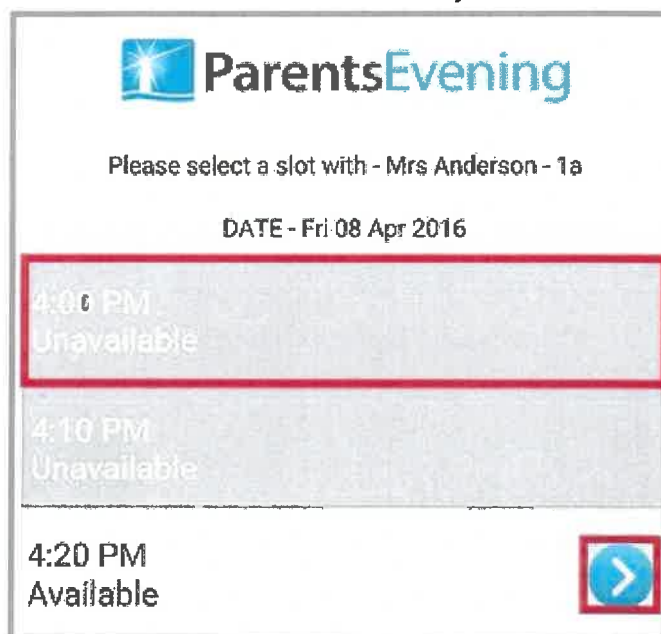 ParentsEvening
Please select a slot with - Mrs Anderson - 1a
DATE - Fri 08 Apr 2016
4:00 PM
Unavailable
4:10 PM
Unavailable
4:20 PM
Available